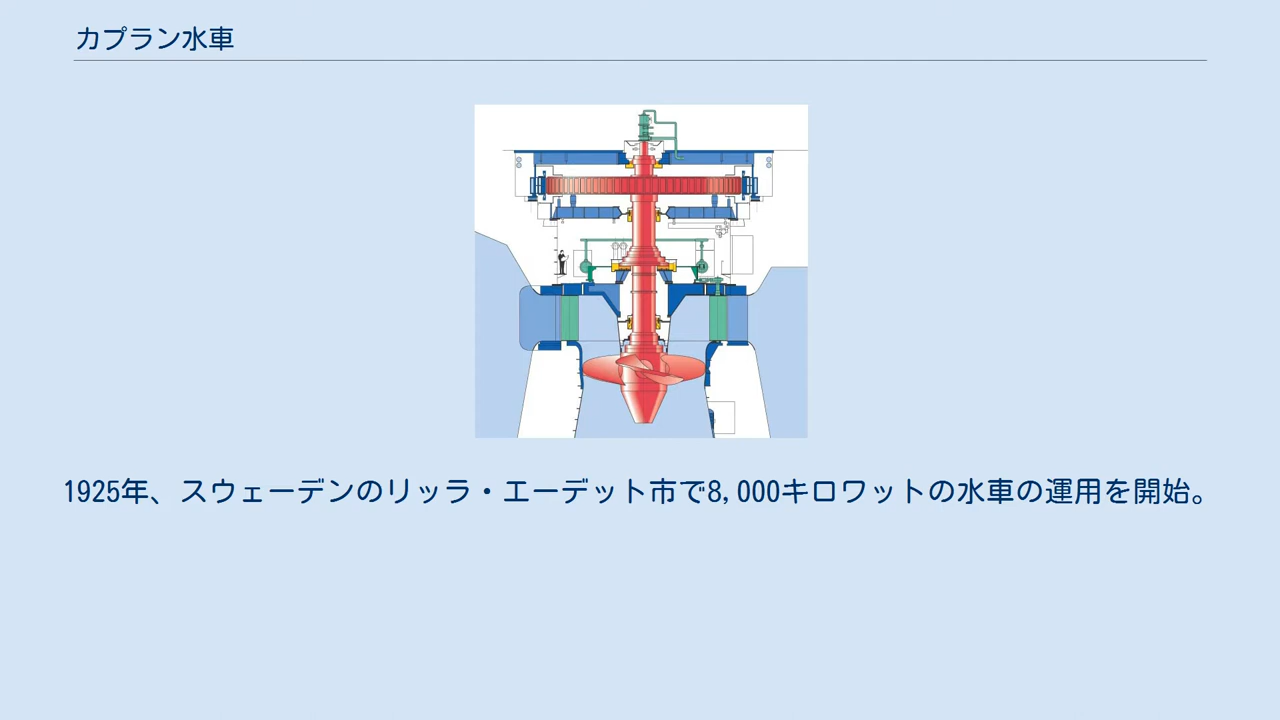 カプラン水車
1925年、スウェーデンのリッラ・エーデット市で8,000キロワットの水車の運用を開始。